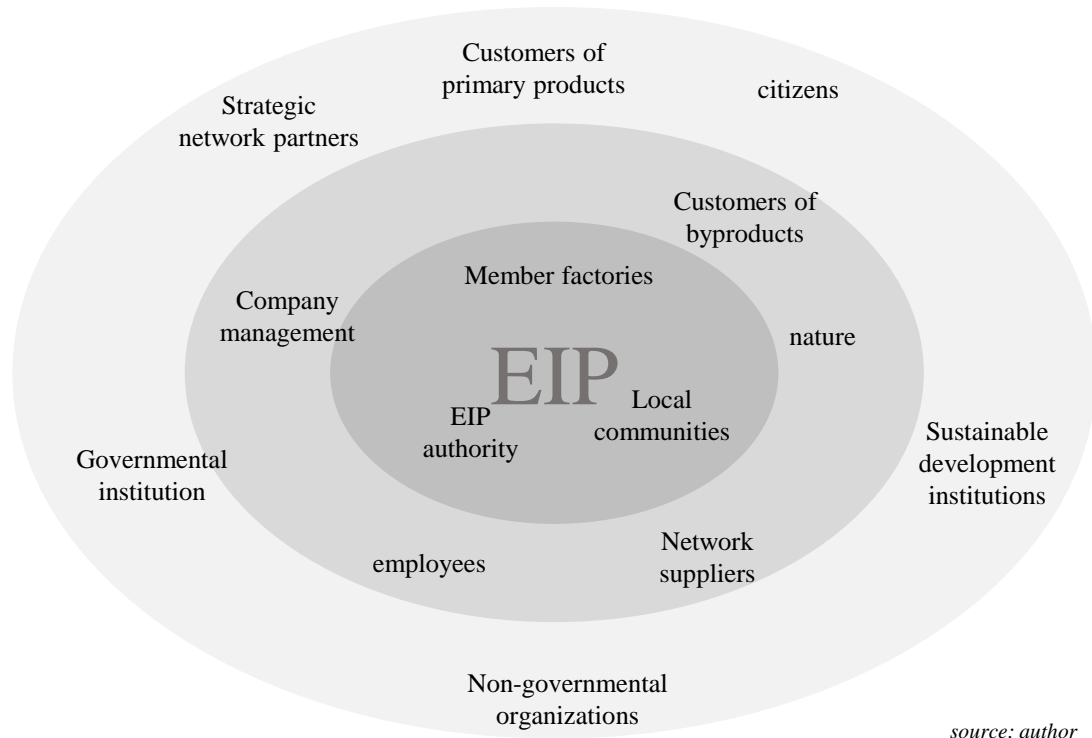 Customers of
primary products
citizens
Strategic
network partners
Customers of
byproducts
Member factories
Company
management
nature
EIP
Local
communities
EIP
authority
Governmental
institution
Sustainable
development
institutions
employees
Network
suppliers
Non-governmental
organizations
source: author